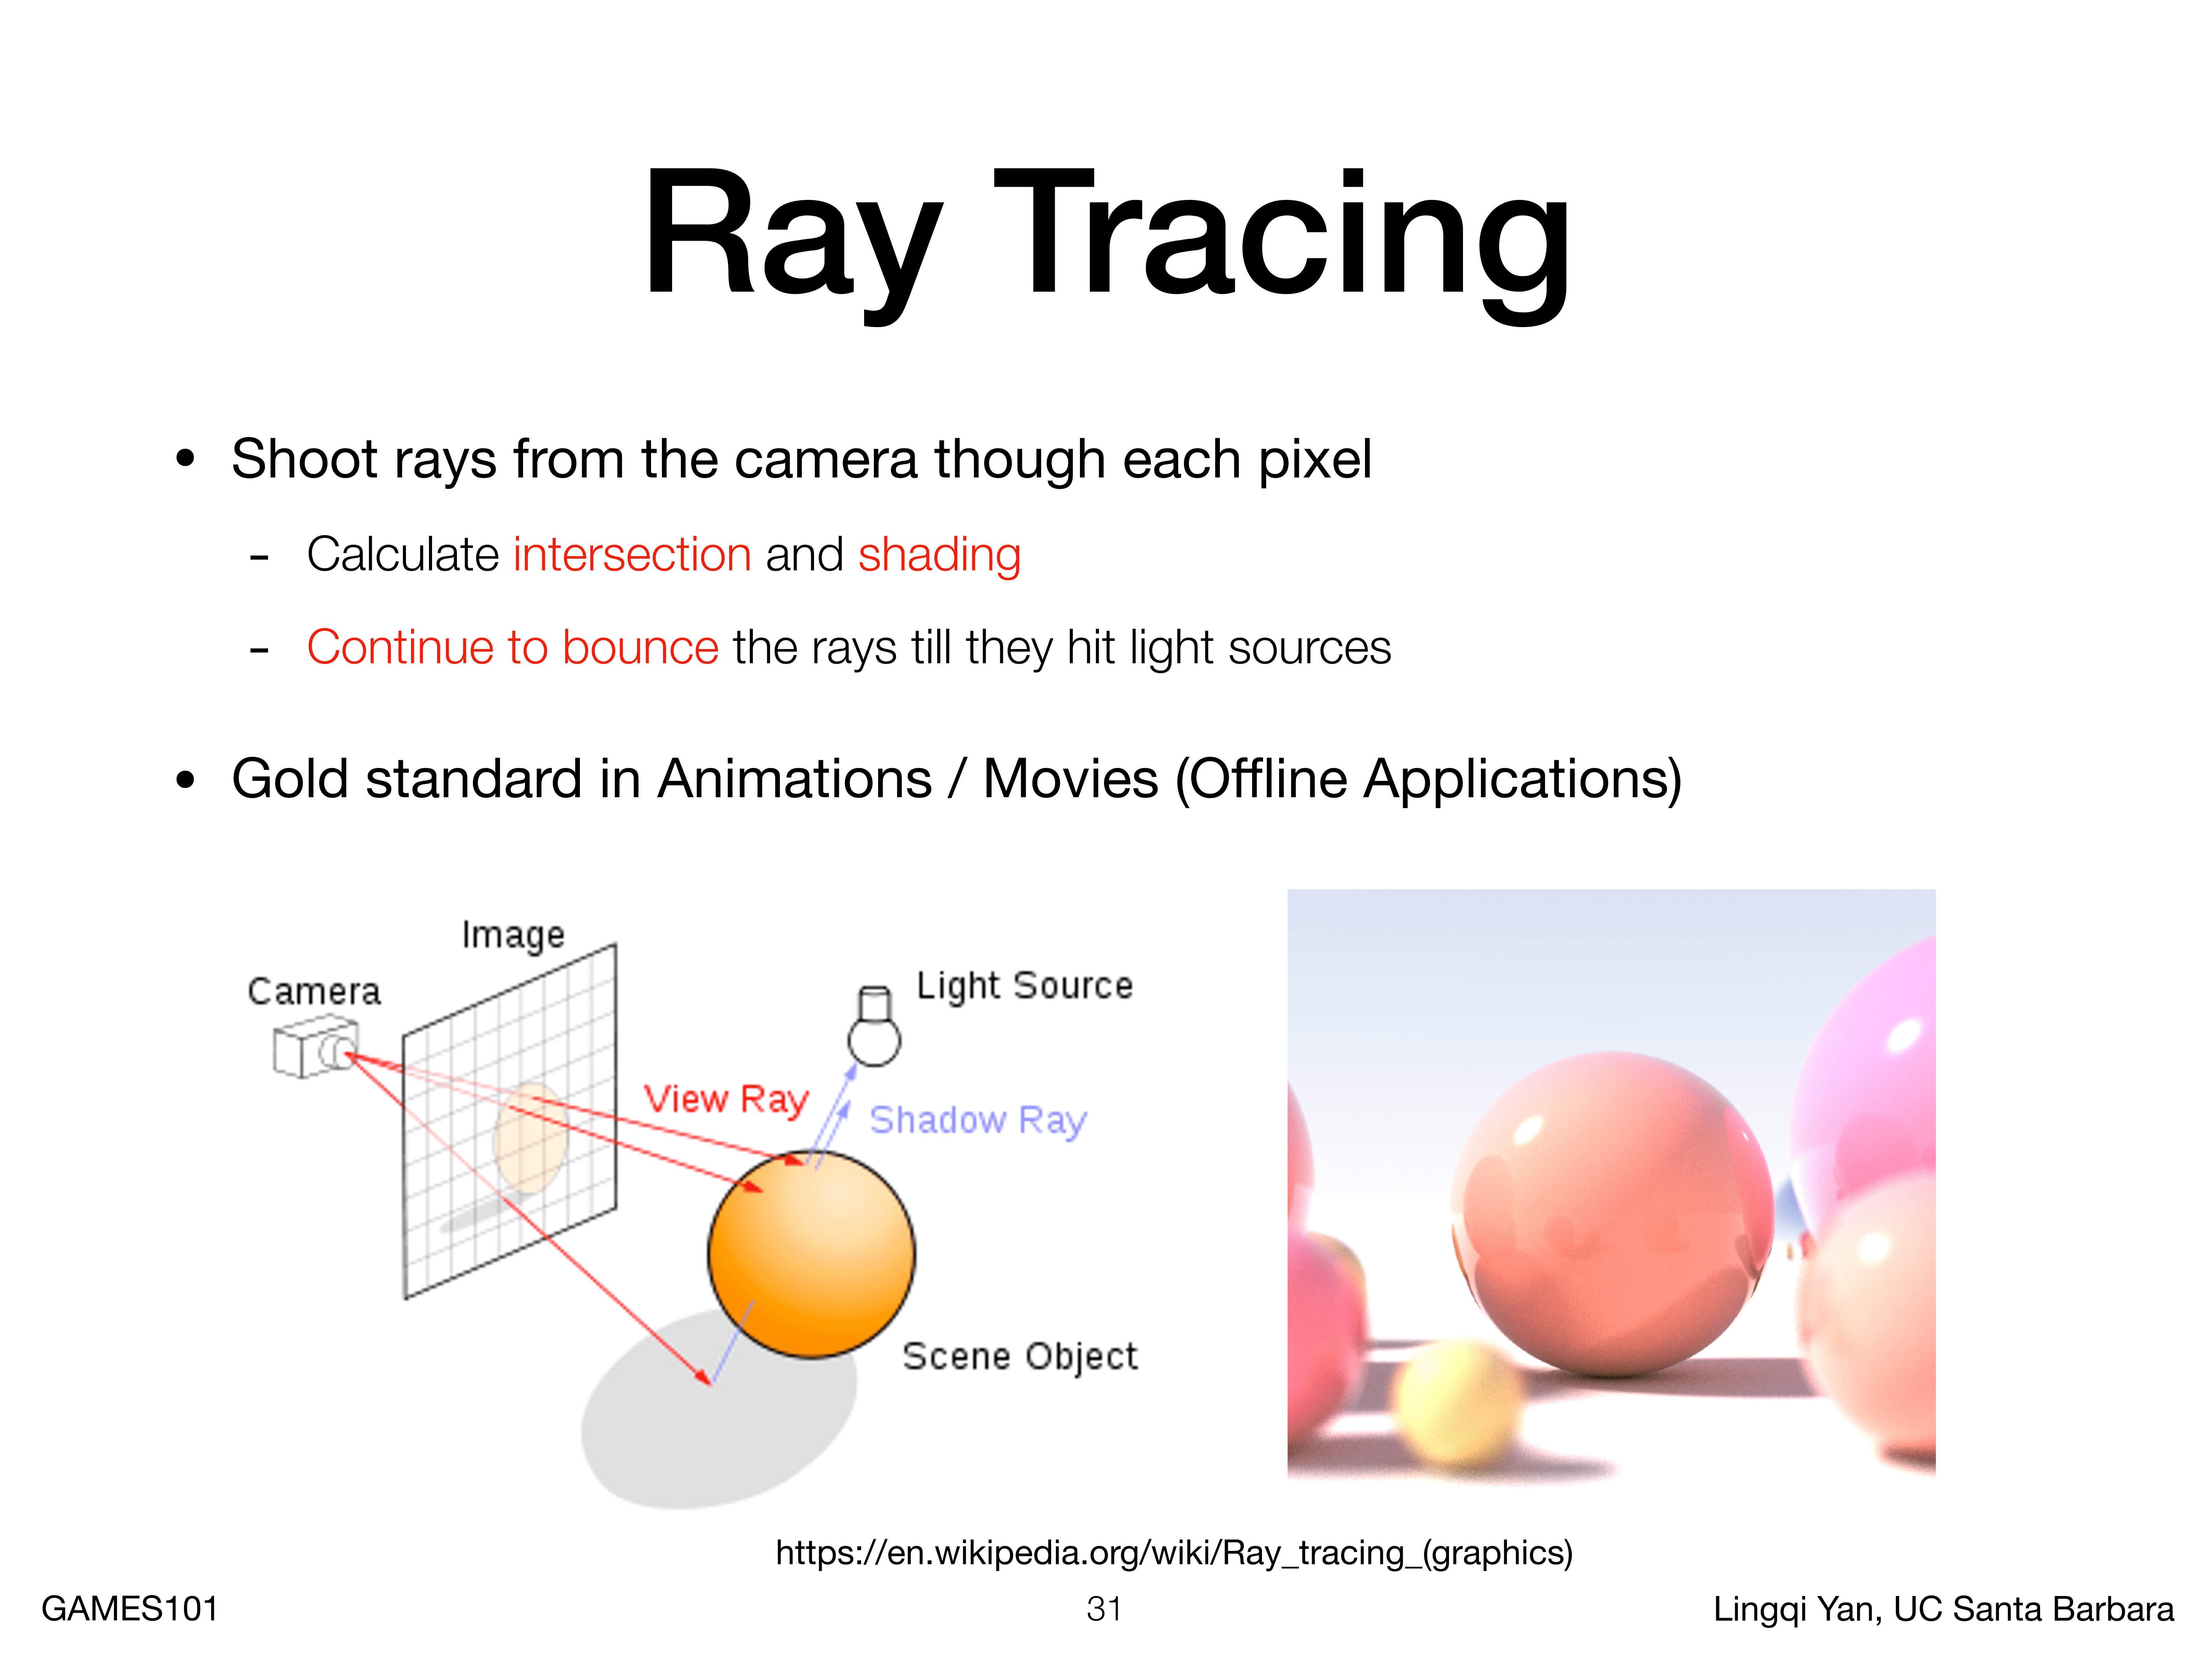 Ray Tracing
• Shoot rays from the camera though each pixel
- Calculate intersection and shading
- Continue to bounce the rays till they hit light sources
• Gold standard in Animations / Movies (Offline Applications)
Image
Camera
Light Source
View Ray
Shadow Ray
Scene Object
https://en.wikipedia.org/wiki/Ray_tracing_(graphics)
GAMES101
31
Lingqi Yan, UC Santa Barbara